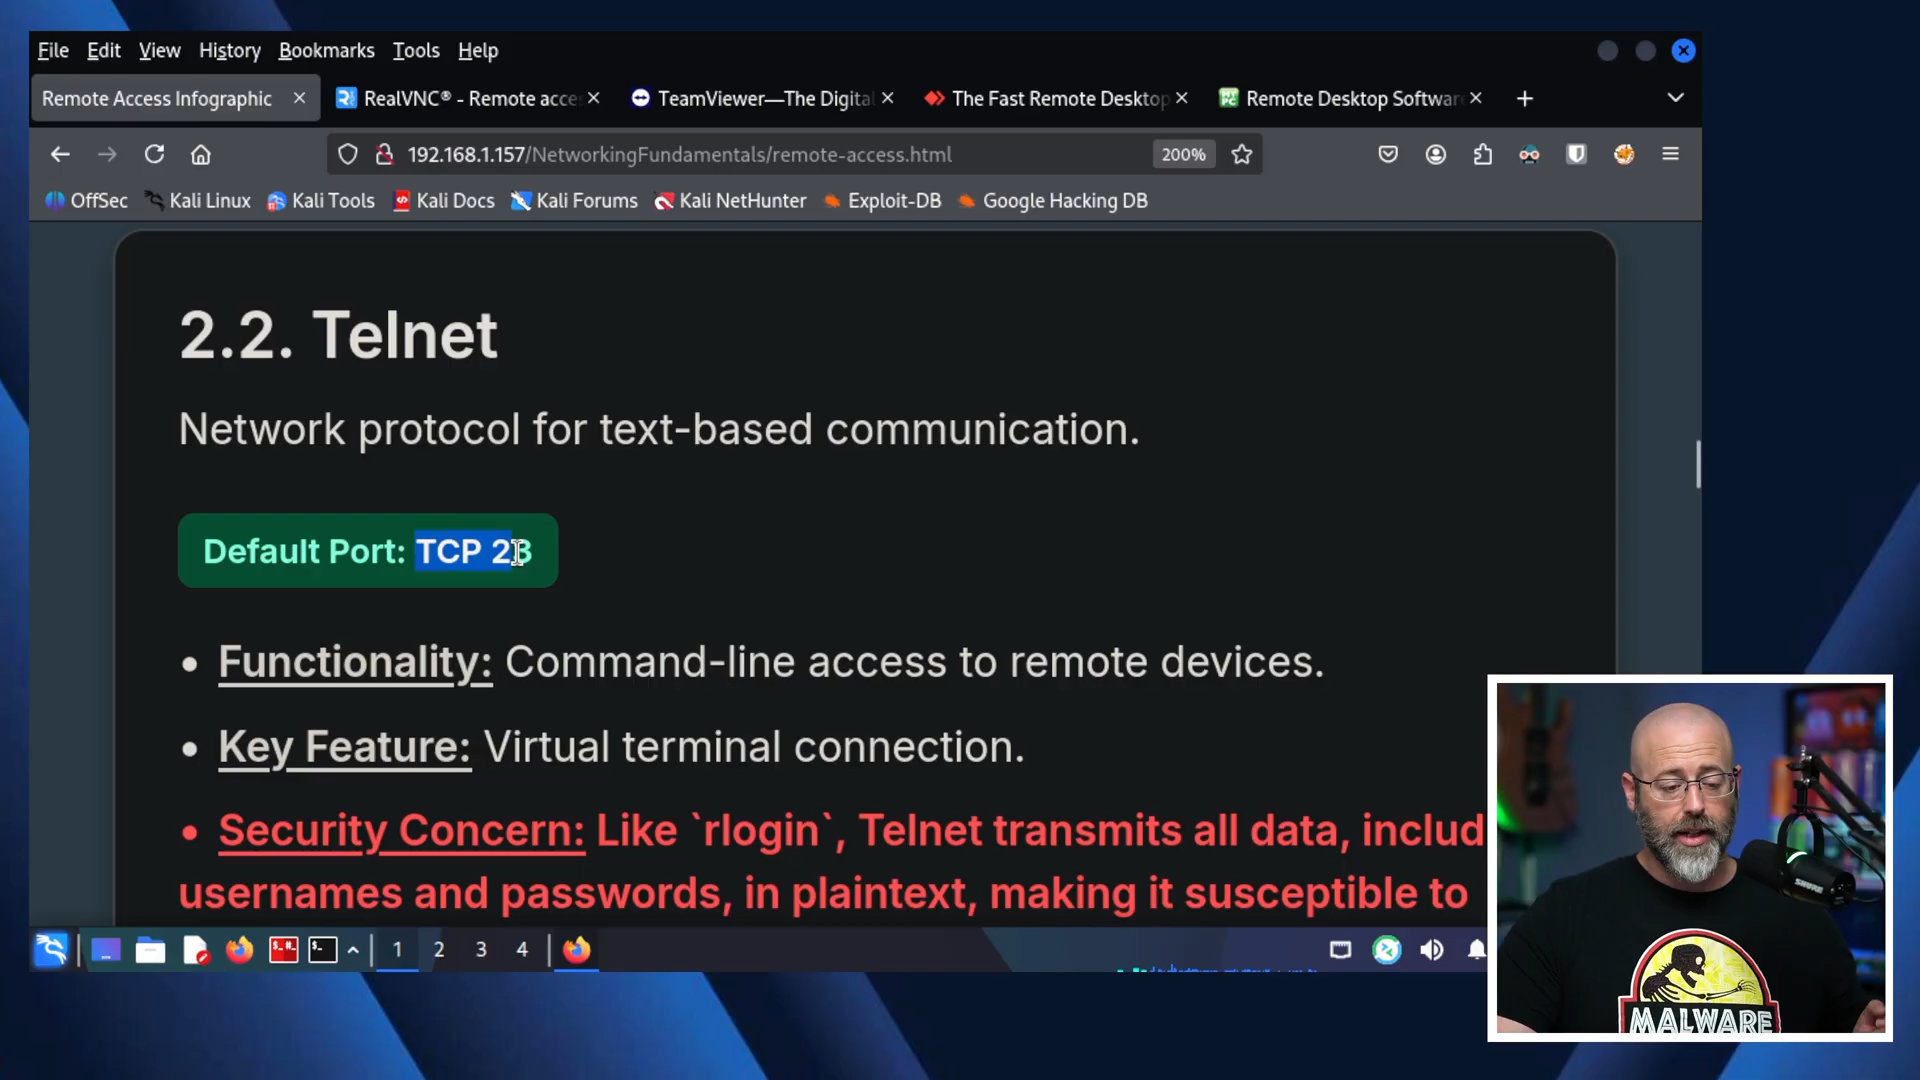 File Edit View History Bookmarks Tools Help
Remote Access Infographic
RealVNC® - Remote acce
TeamViewer—The Digital
The Fast Remote Desktop
Remote Desktop Softwar
192.168.1.157/NetworkingFundamentals/remote-access.html
200%
OffSec Kali Linux Kali Tools Kali Docs Kali Forums Kali NetHunter Exploit-DB Google Hacking DB
2.2. Telnet
Network protocol for text-based communication.
Default Port: TCP 23
• Functionality: Command-line access to remote devices.
• Key Feature: Virtual terminal connection.
• Security Concern: Like `rlogin`, Telnet transmits all data, includ
usernames and passwords, in plaintext, making it susceptible to
1 2 3 4
SHURE
MALWARE